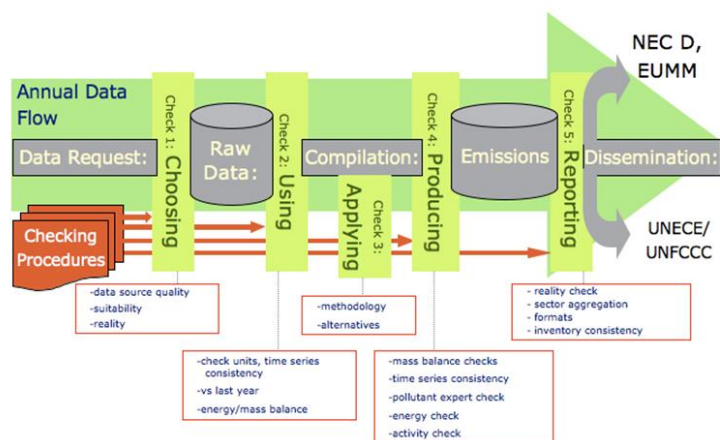 NEC D,
EUMM
Annual Data
Flow
Data Request:
Check 1: Choosing
Raw
Data:
Check 2: Using
Compilation:
Check 3:
Applying
Check 4: Producing
Emissions
Check 5: Reporting
Dissemination:
Checking
Procedures
UNECE/
UNFCCC
-data source quality
-suitability
-reality
-check units, time series
consistency
-vs last year
-energy/mass balance
-methodology
-alternatives
-mass balance checks
-time series consistency
-pollutant expert check
-energy check
-activity check
- reality check
- sector aggregation
- formats
- inventory consistency